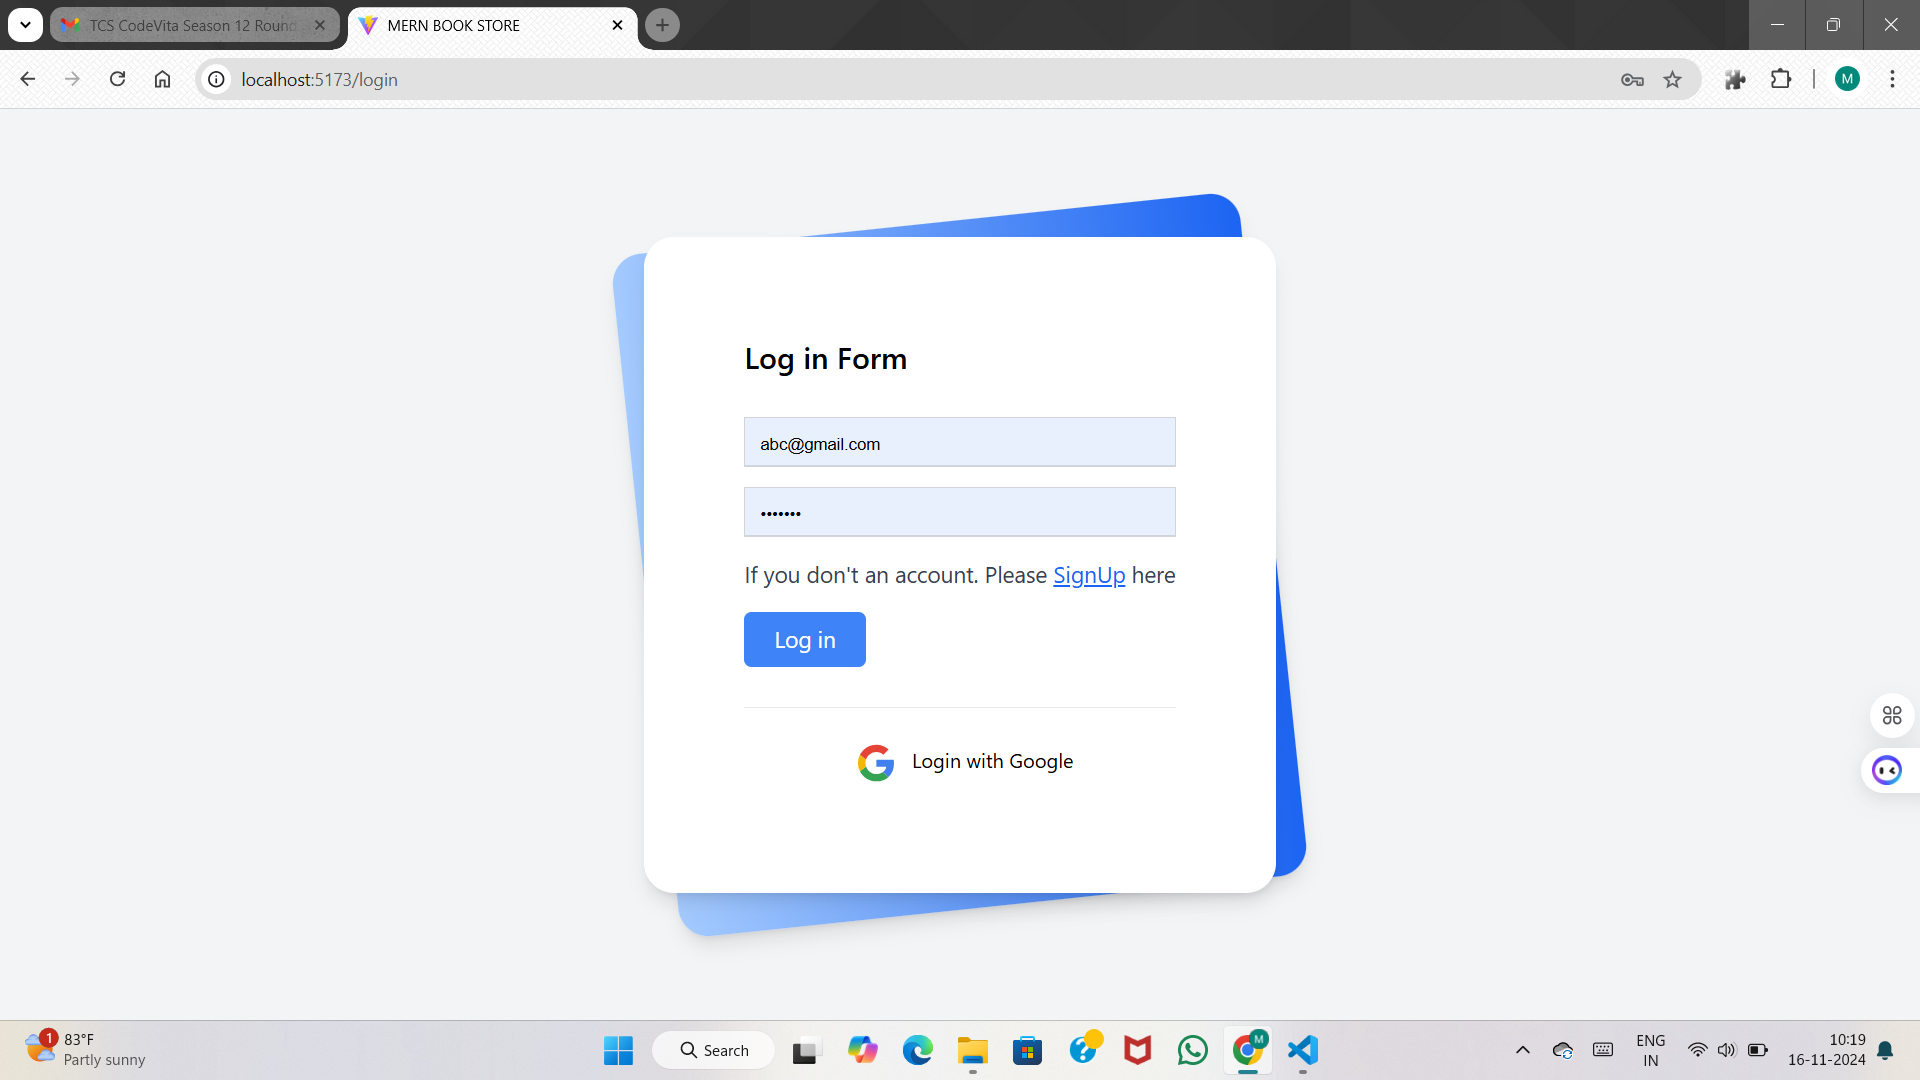 TCS CodeVita Season 12 Round
MERN BOOK STORE
localhost:5173/login
M
Log in Form
abc@gmail.com
•••••••
If you don't an account. Please SignUp here
Log in
Login with Google
1
83°F
Partly sunny
Search
M
ENG
IN
10:19
16-11-2024